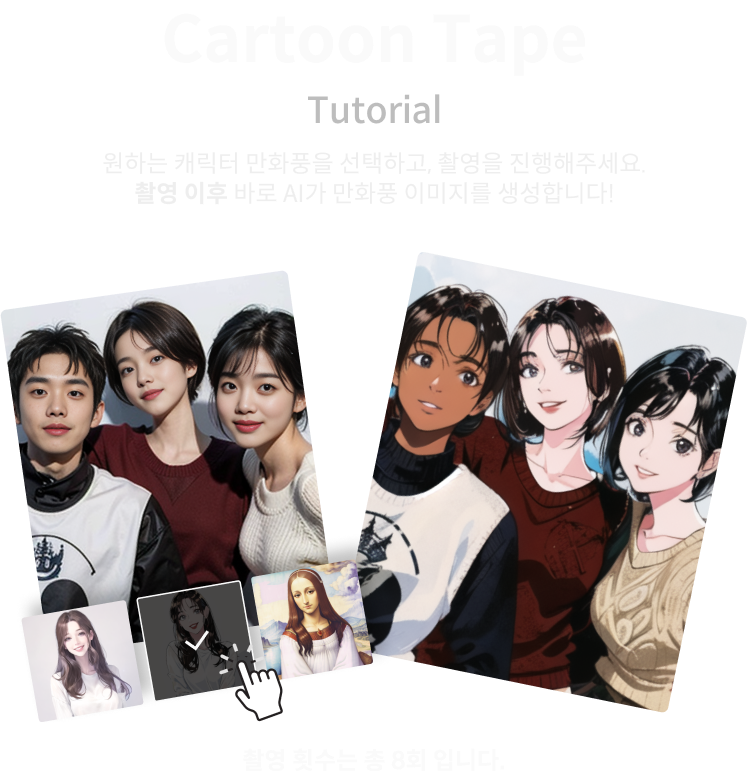 Cartoon Tape
Tutorial
원하는 캐릭터 만화풍을 선택하고, 촬영을 진행해주세요.
촬영 이후 바로 AI가 만화풍 이미지를 생성합니다!
촬영 횟수는 총 8회 입니다.